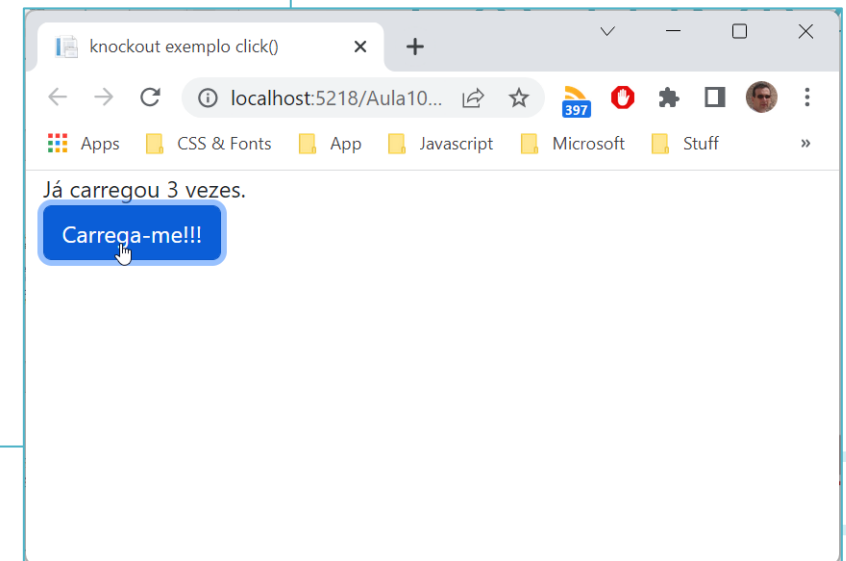 knockout exemplo click()
localhost:5218/Aula10...
397
Apps CSS & Fonts App Javascript Microsoft Stuff »
Já carregou 3 vezes.
Carrega-me!!!